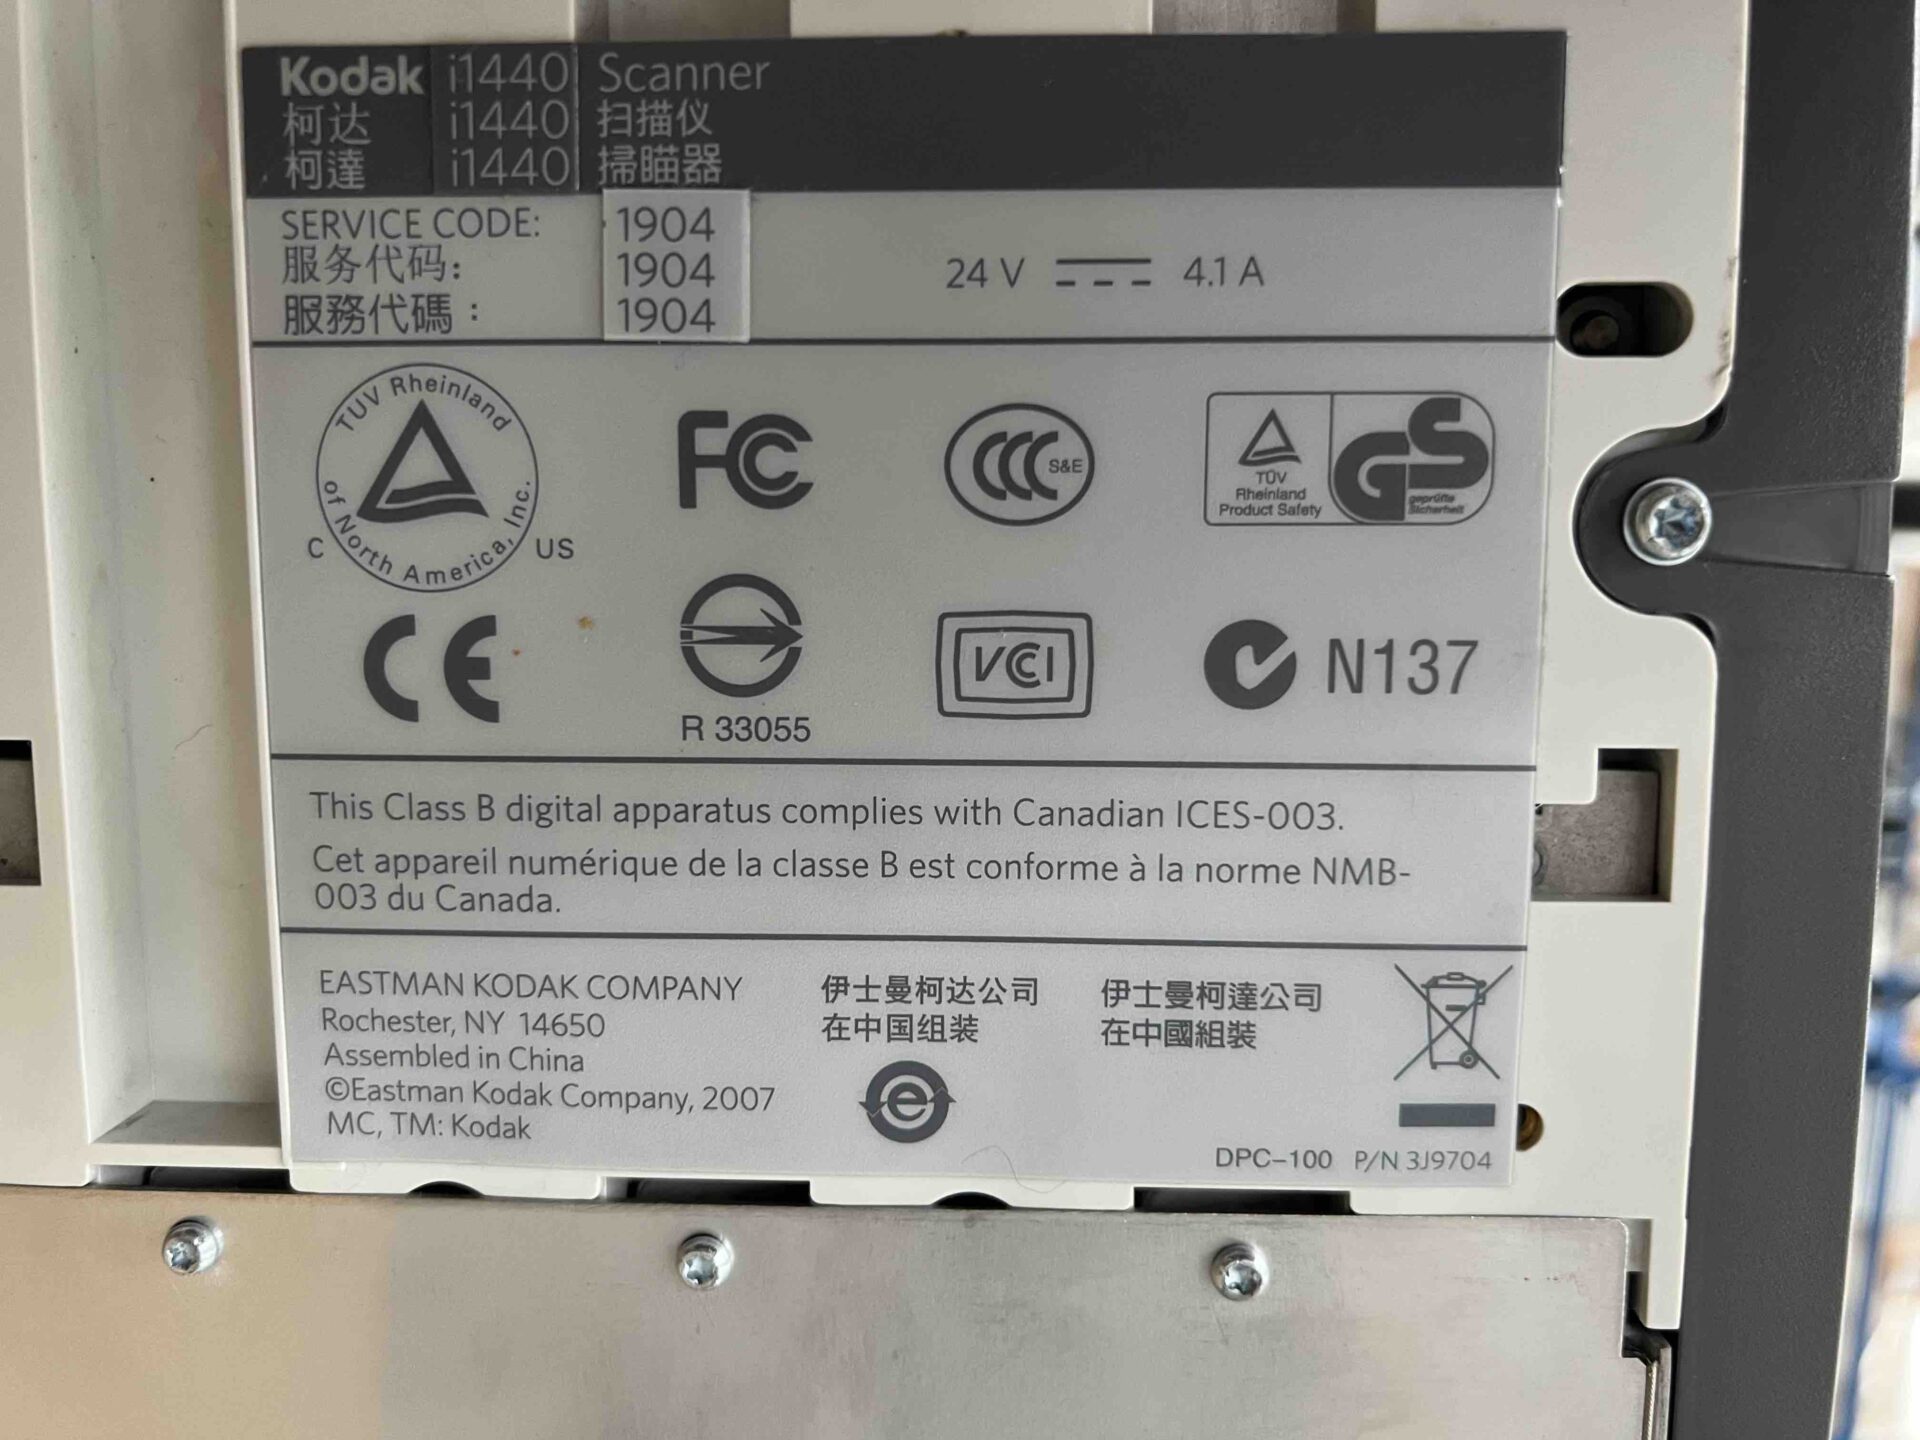 Kodak i1440 Scanner
柯达 i1440 扫描仪
柯達 i1440 掃瞄器
SERVICE CODE: 1904
服务代码: 1904
服務代碼: 1904
24 V 4.1 A
TUV Rheinland of North America, Inc.
C US
FC
CCC S&E
TÜV
Rheinland
Product Safety
GS
geprüfte
Sicherheit
CE
R 33055
VCCI
N137
This Class B digital apparatus complies with Canadian ICES-003.
Cet appareil numérique de la classe B est conforme à la norme NMB-
003 du Canada.
EASTMAN KODAK COMPANY
Rochester, NY 14650
Assembled in China
©Eastman Kodak Company, 2007
MC, TM: Kodak
伊士曼柯达公司
在中国组装
伊士曼柯達公司
在中國組裝
e
DPC-100 P/N 3J9704